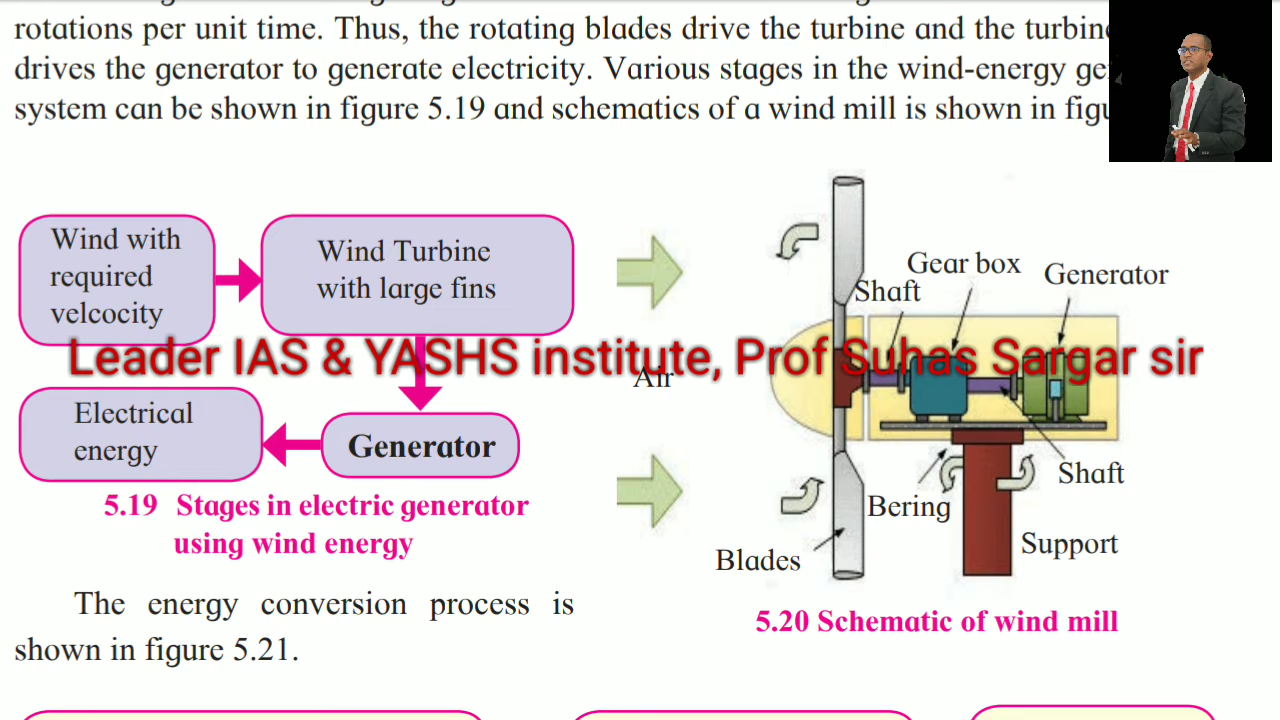 rotations per unit time. Thus, the rotating blades drive the turbine and the
drives the generator to generate electricity. Various stages in the wind-energy
system can be shown in figure 5.19 and schematics of a wind mill is shown in
Wind with
required
velcocity
Wind Turbine
with large fins
Electrical
energy
Generator
5.19 Stages in electric generator
using wind energy
The energy conversion process is
shown in figure 5.21.
Leader IAS & YASHS institute, Prof Suhas Sargar sir
Gear box
Generator
Shaft
Air
Shaft
Bering
Support
Blades
5.20 Schematic of wind mill